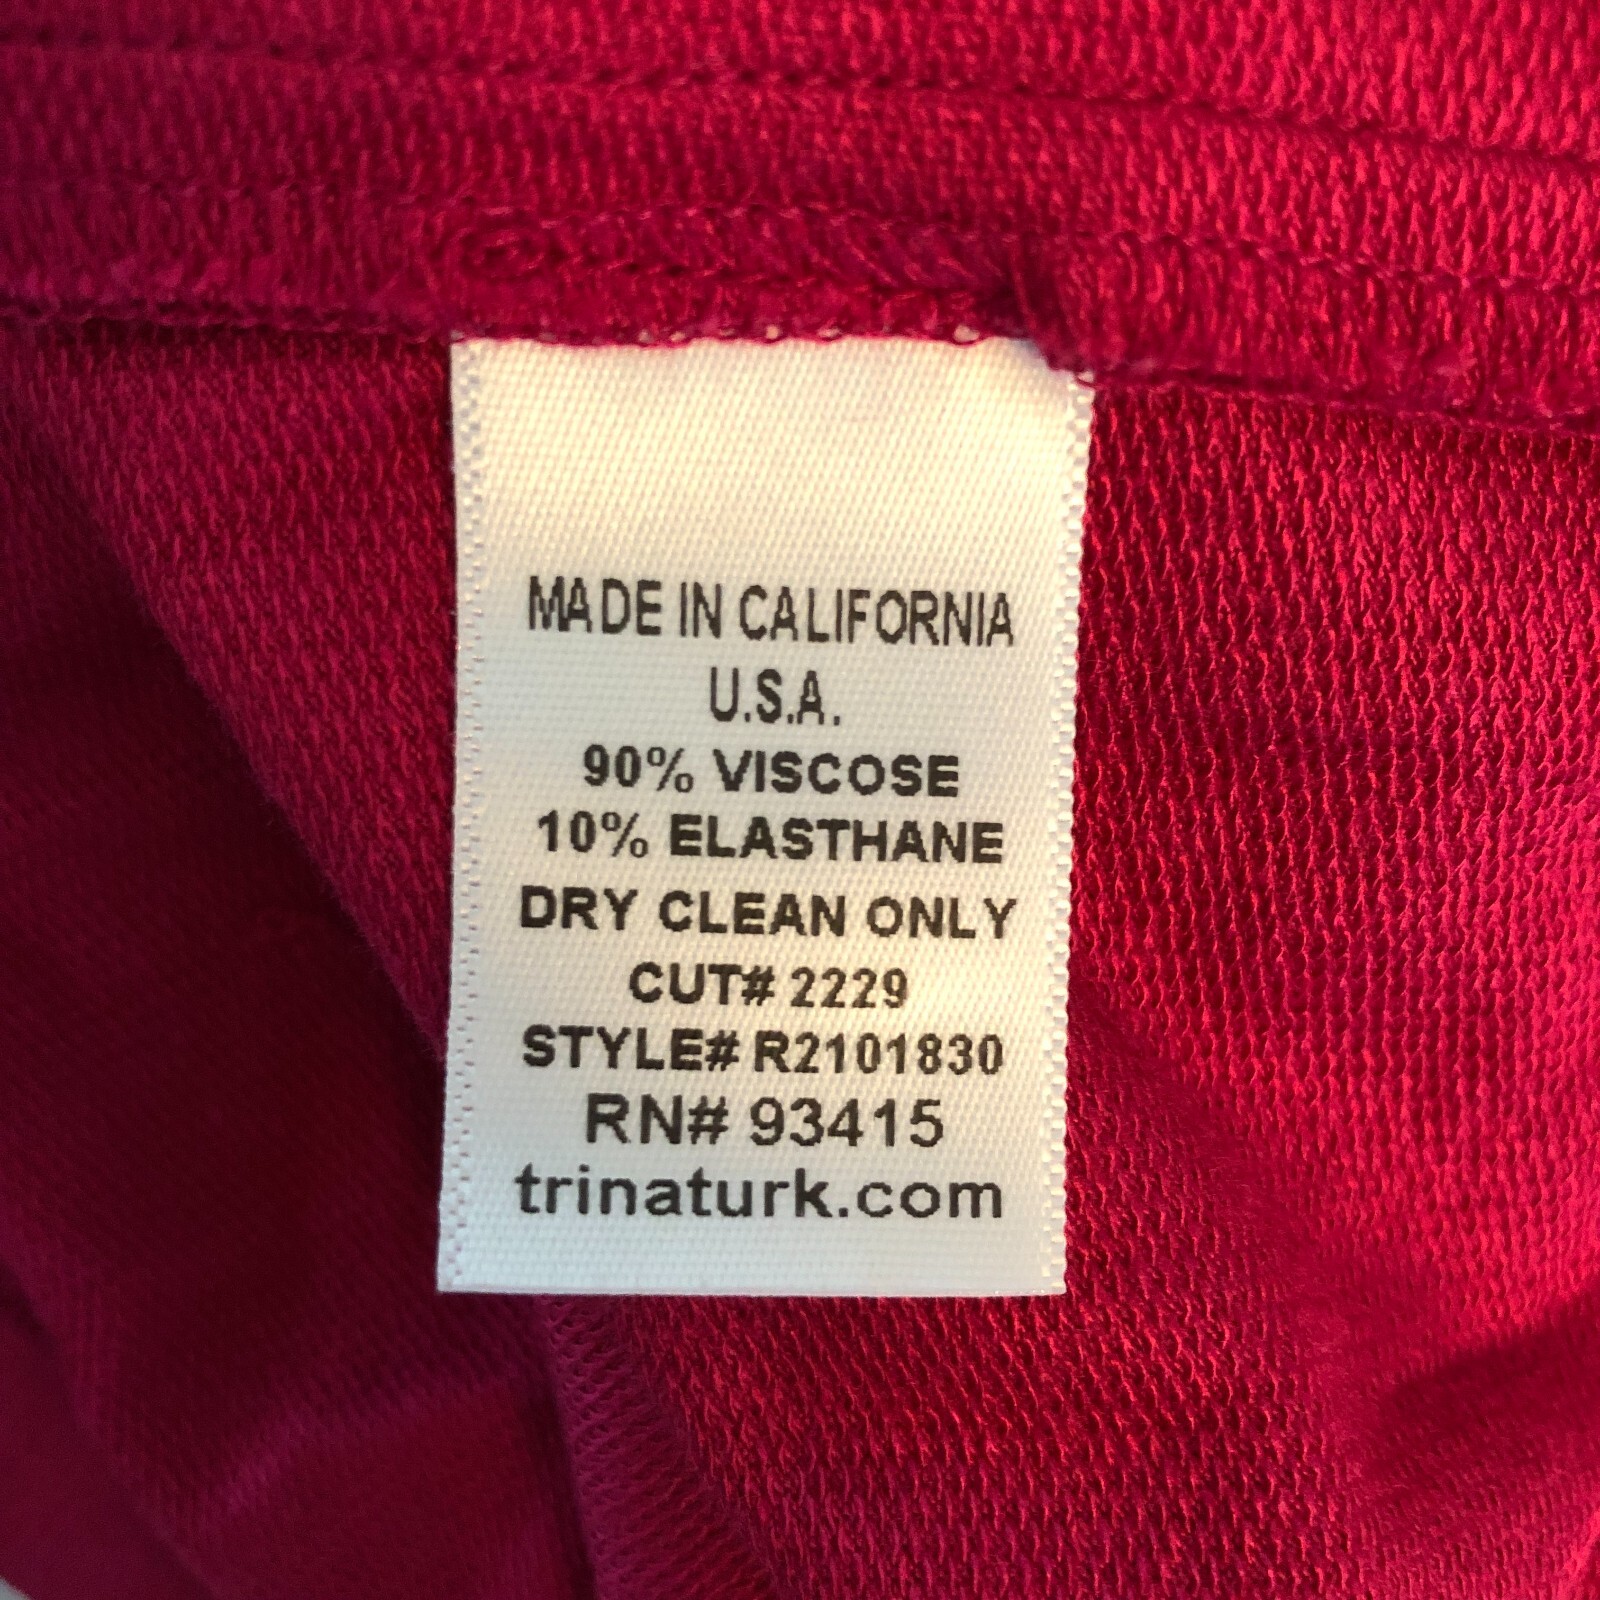 MADE IN CALIFORNIA
U.S.A.
90% VISCOSE
10% ELASTHANE
DRY CLEAN ONLY
CUT# 2229
STYLE# R2101830
RN# 93415
trinaturk.com